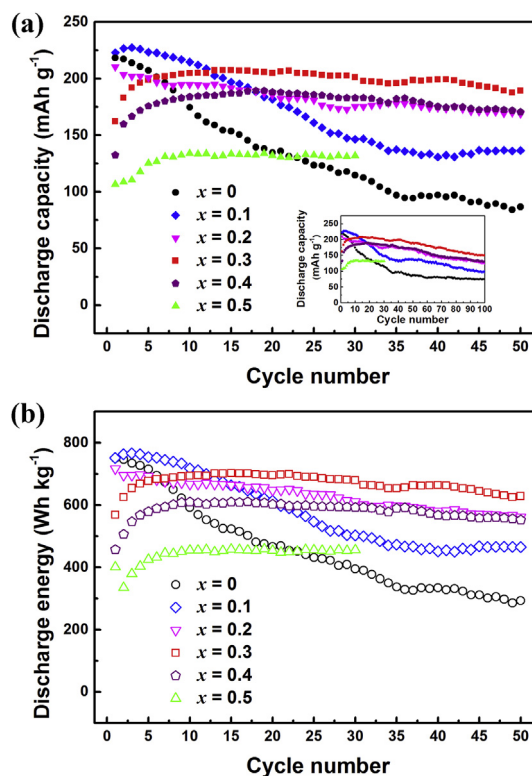 (a)
250
200
150
100
50
0
Discharge capacity (mAh g⁻¹)
x = 0
x = 0.1
x = 0.2
x = 0.3
x = 0.4
x = 0.5
Discharge capacity
(mAh g⁻¹)
250
200
150
100
50
0
0 10 20 30 40 50 60 70 80 90 100
Cycle number
0 5 10 15 20 25 30 35 40 45 50
Cycle number
(b)
800
600
400
200
0
Discharge energy (Wh kg⁻¹)
x = 0
x = 0.1
x = 0.2
x = 0.3
x = 0.4
x = 0.5
0 5 10 15 20 25 30 35 40 45 50
Cycle number